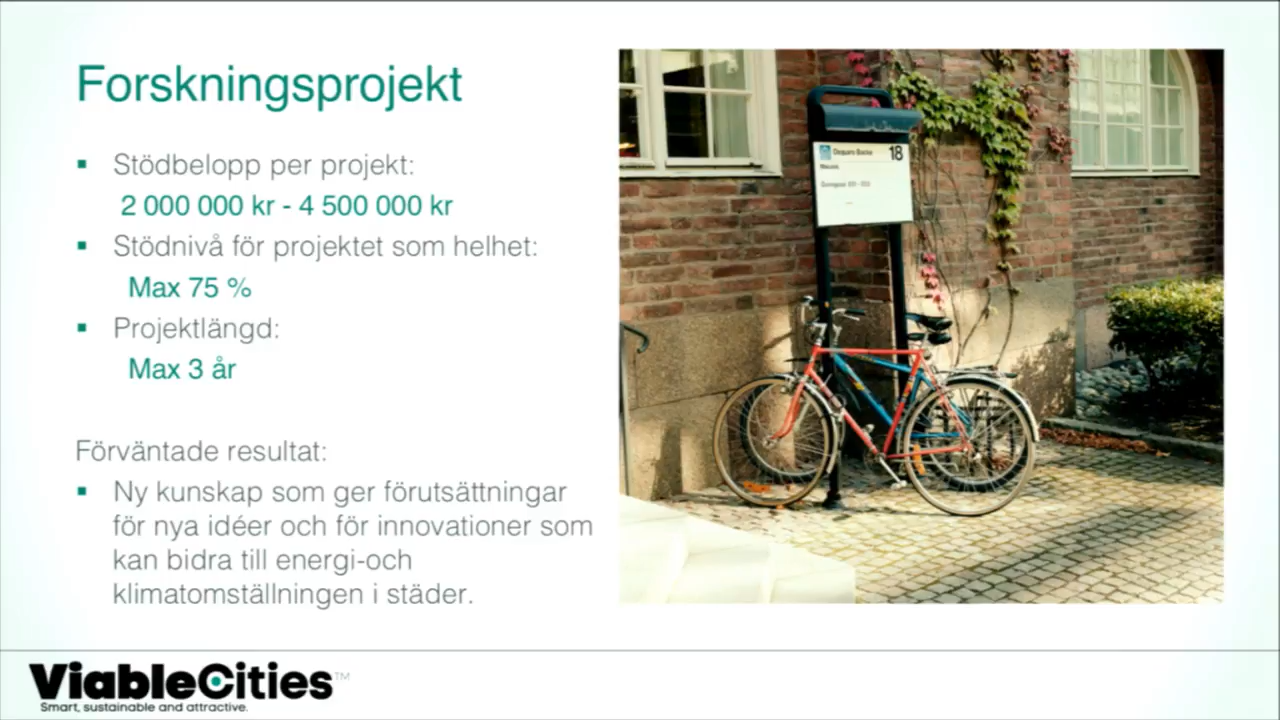 Forskningsprojekt
▪ Stödbelopp per projekt:
2 000 000 kr - 4 500 000 kr
▪ Stödnivå för projektet som helhet:
Max 75 %
▪ Projektlängd:
Max 3 år
Förväntade resultat:
▪ Ny kunskap som ger förutsättningar
för nya idéer och för innovationer som
kan bidra till energi-och
klimatomställningen i städer.
18
ViableCities™
Smart, sustainable and attractive.